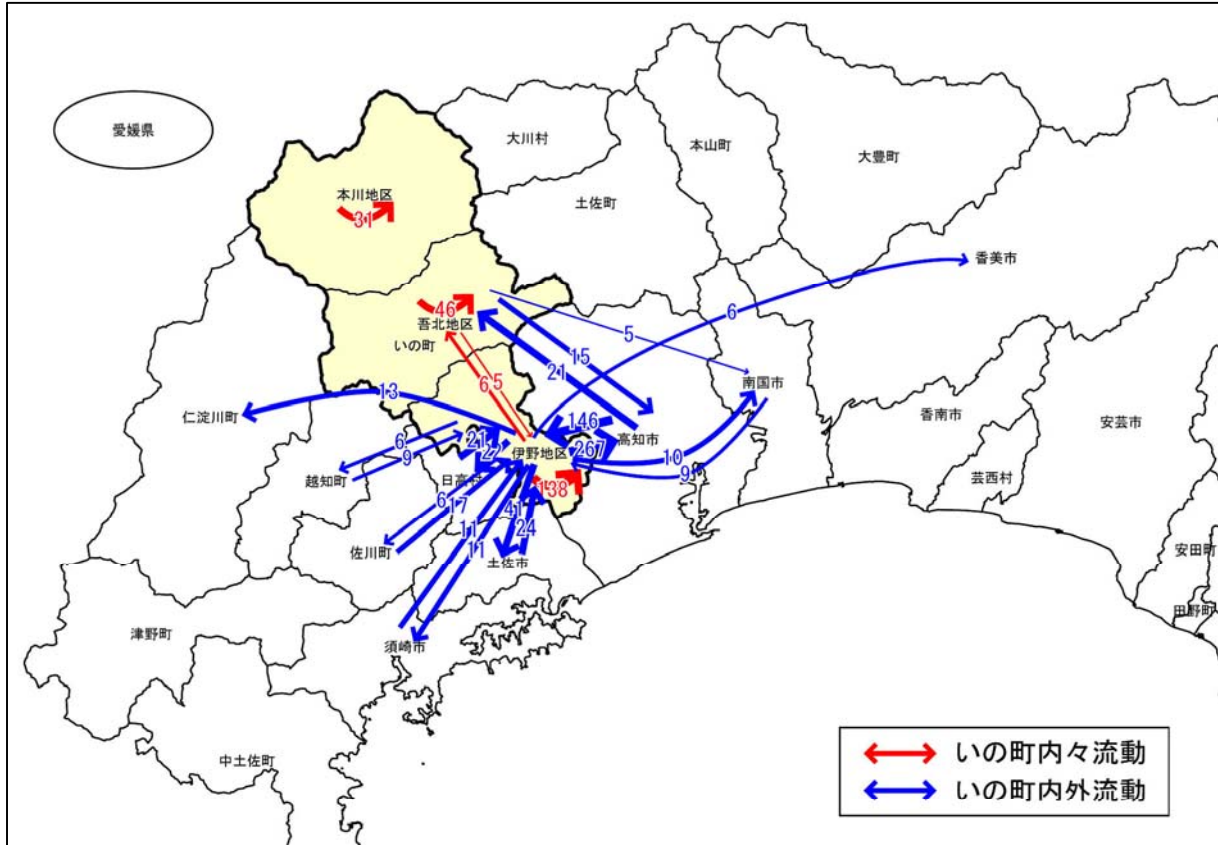 愛媛県
大川村
本山町
大豊町
本川地区
31
土佐町
香美市
46
吾北地区
いの町
6
5
15
21
6
5
南国市
13
仁淀川町
香南市
安芸市
146
高知市
267
伊野地区
138
10
9
21
22
6
9
越知町
日高村
芸西村
6
17
11
11
41
24
佐川町
土佐市
安田町
田野町
津野町
須崎市
中土佐町
いの町内々流動
いの町内外流動